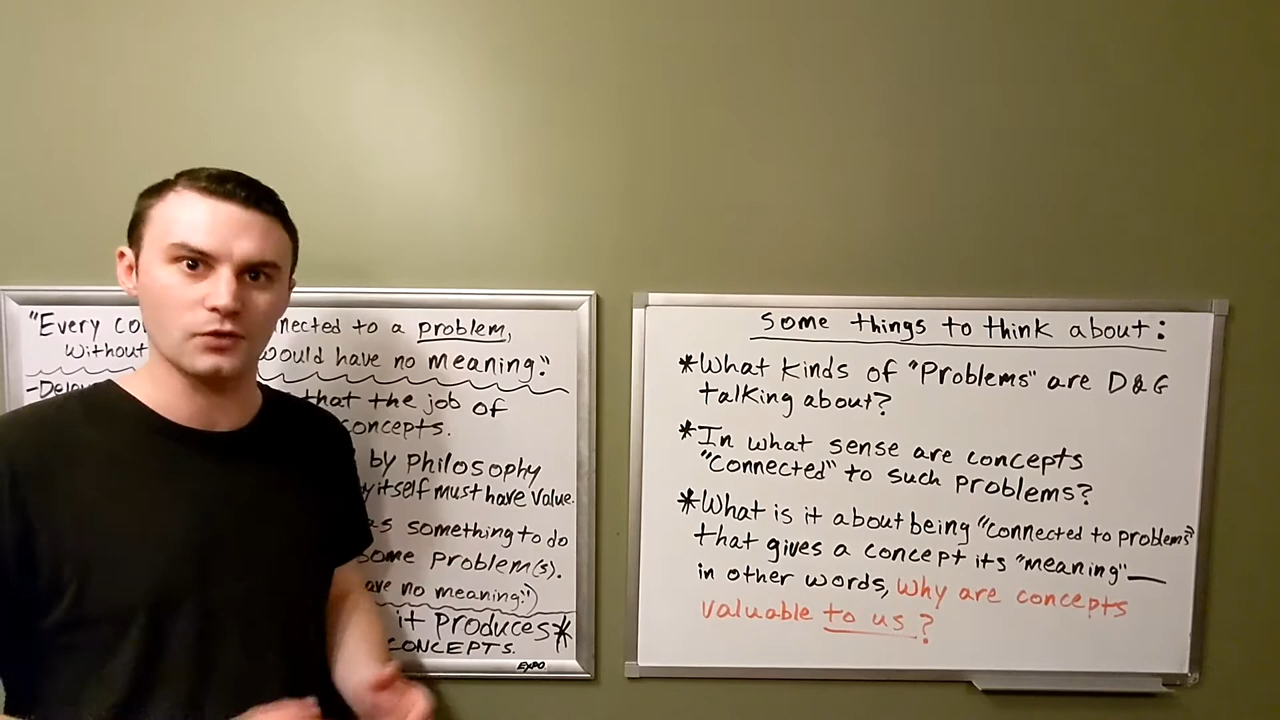 "Every nected to a problem,
without would have no meaning."
that the job of
concepts.
by Philosophy
itself must have value.
something to do
some problem(s).
have no meaning.")
it produces*
CONCEPTS.
EXPO
Some things to think about:
*What kinds of "Problems" are D&G
talking about?
*In what sense are concepts
"connected" to such problems?
*What is it about being "connected to problems"
that gives a concept its "meaning"—
in other words, why are concepts
valuable to us?